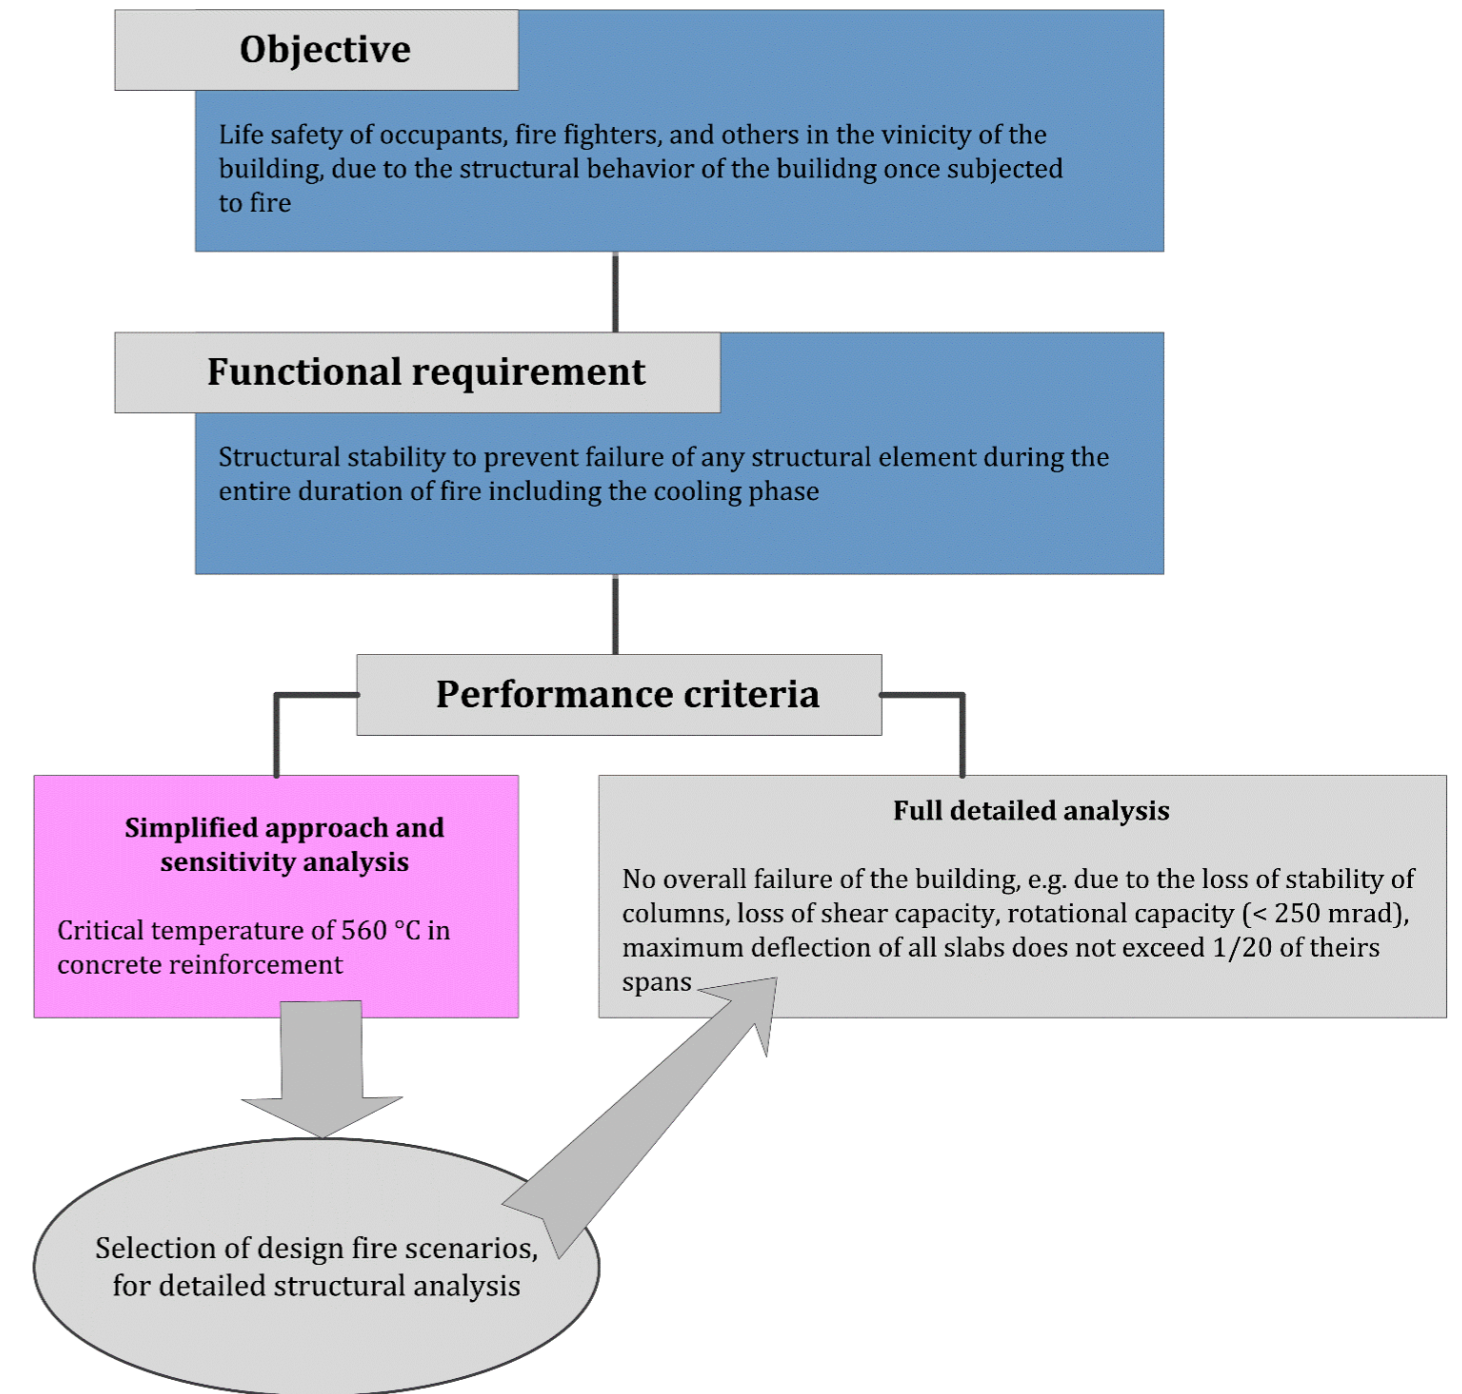 Objective
Life safety of occupants, fire fighters, and others in the vinicity of the
building, due to the structural behavior of the builidng once subjected
to fire
Functional requirement
Structural stability to prevent failure of any structural element during the
entire duration of fire including the cooling phase
Performance criteria
Simplified approach and
sensitivity analysis
Critical temperature of 560 °C in
concrete reinforcement
Full detailed analysis
No overall failure of the building, e.g. due to the loss of stability of
columns, loss of shear capacity, rotational capacity (< 250 mrad),
maximum deflection of all slabs does not exceed 1/20 of theirs
spans
Selection of design fire scenarios,
for detailed structural analysis